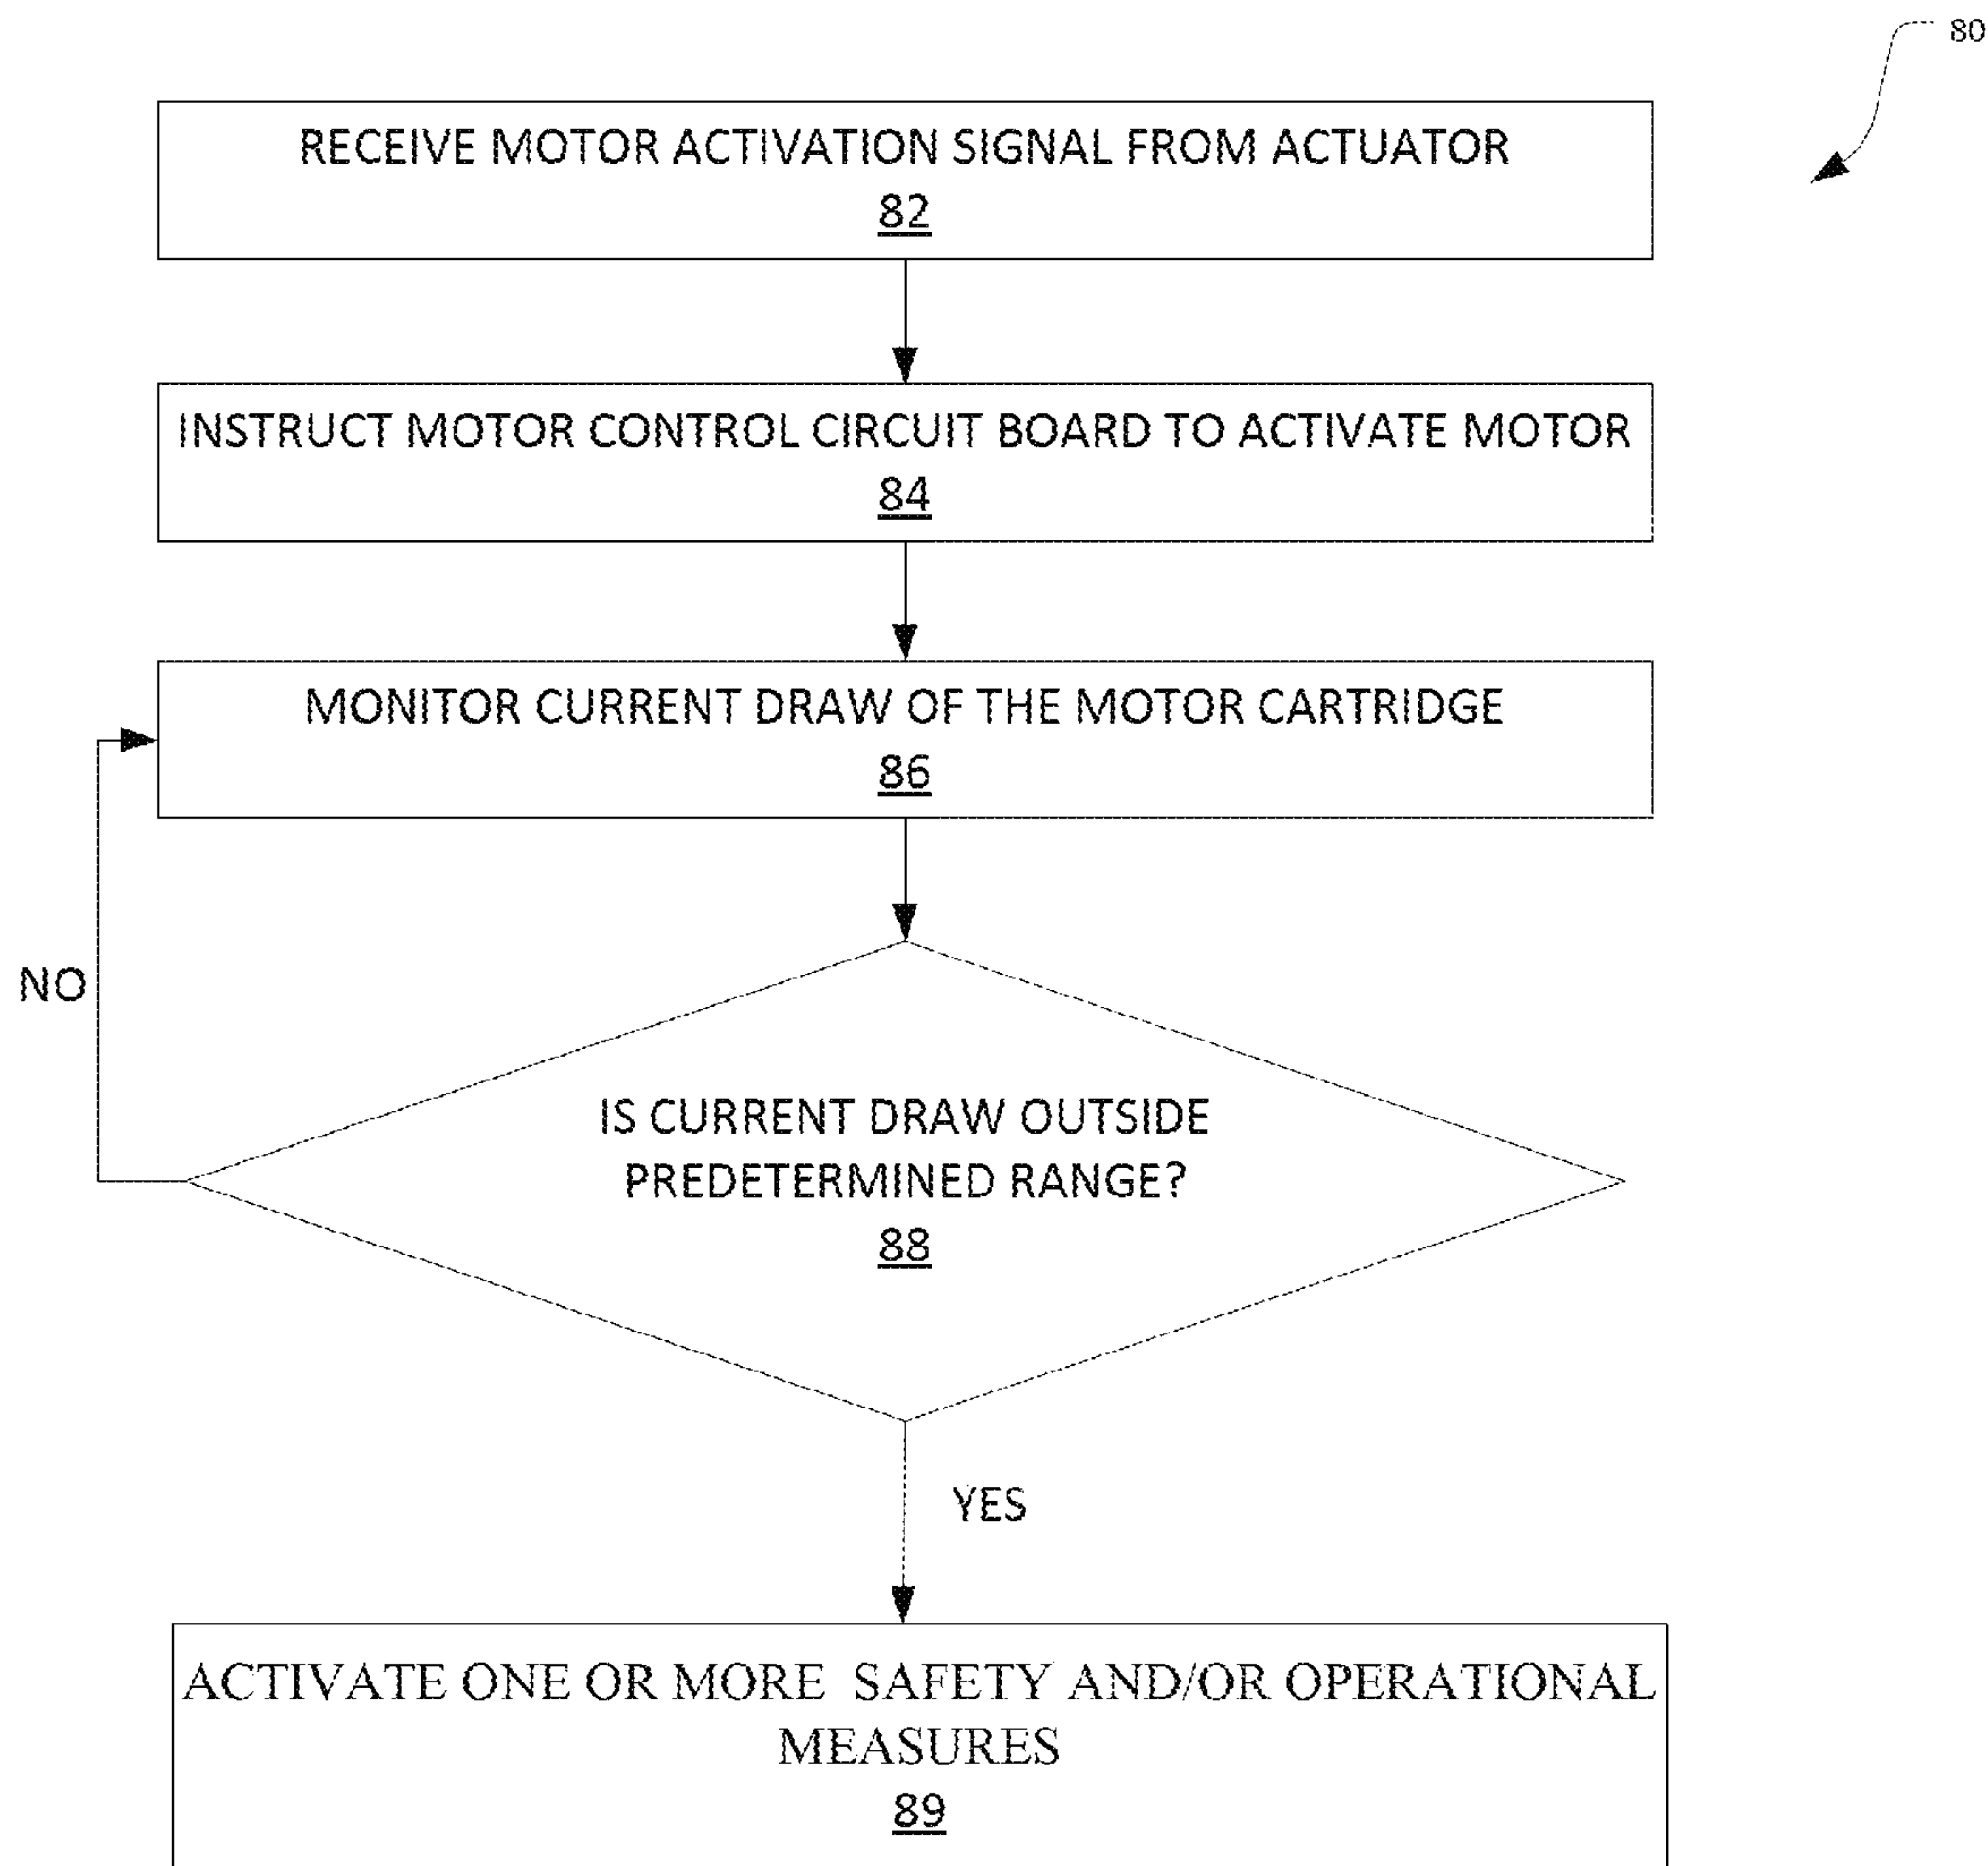 80
RECEIVE MOTOR ACTIVATION SIGNAL FROM ACTUATOR
82
INSTRUCT MOTOR CONTROL CIRCUIT BOARD TO ACTIVATE MOTOR
84
MONITOR CURRENT DRAW OF THE MOTOR CARTRIDGE
86
NO
IS CURRENT DRAW OUTSIDE
PREDETERMINED RANGE?
88
YES
ACTIVATE ONE OR MORE SAFETY AND/OR OPERATIONAL
MEASURES
89